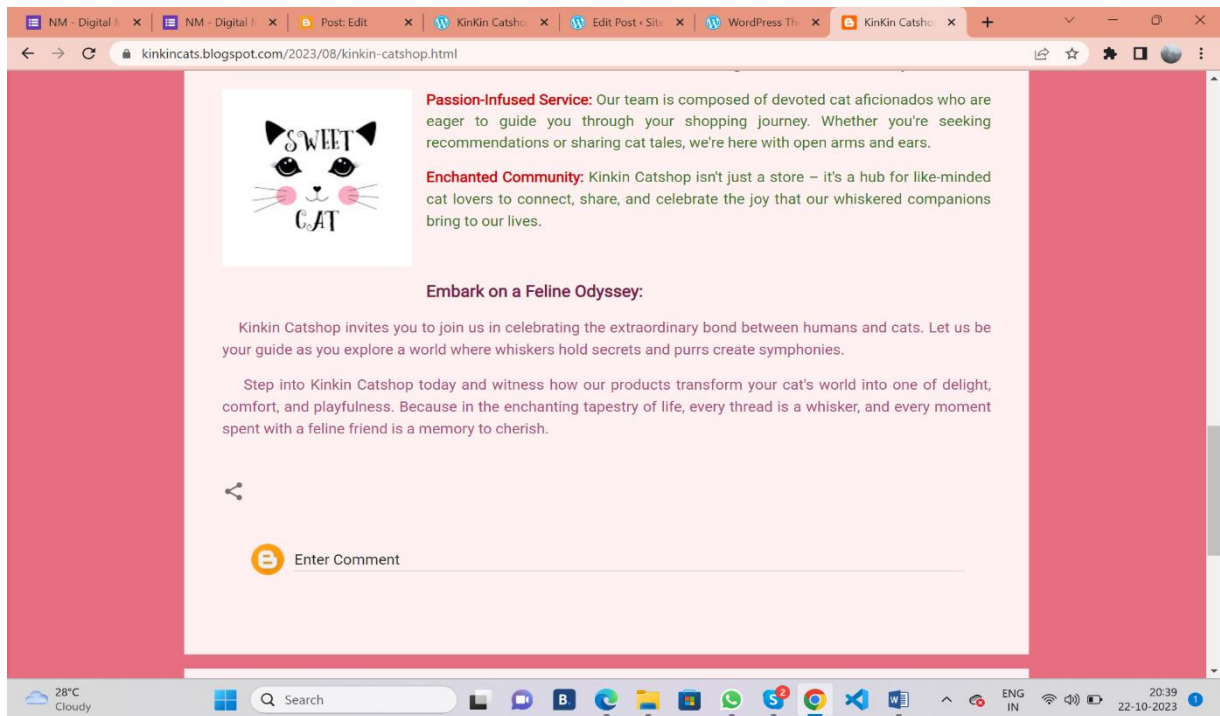 NM - Digital
NM - Digital
Post: Edit
KinKin Catsho
Edit Post ‹ Site
WordPress Th
KinKin Catsho
kinkincats.blogspot.com/2023/08/kinkin-catshop.html
SWEET
CAT
Passion-Infused Service: Our team is composed of devoted cat aficionados who are
eager to guide you through your shopping journey. Whether you're seeking
recommendations or sharing cat tales, we're here with open arms and ears.
Enchanted Community: Kinkin Catshop isn't just a store – it's a hub for like-minded
cat lovers to connect, share, and celebrate the joy that our whiskered companions
bring to our lives.
Embark on a Feline Odyssey:
Kinkin Catshop invites you to join us in celebrating the extraordinary bond between humans and cats. Let us be
your guide as you explore a world where whiskers hold secrets and purrs create symphonies.
Step into Kinkin Catshop today and witness how our products transform your cat's world into one of delight,
comfort, and playfulness. Because in the enchanting tapestry of life, every thread is a whisker, and every moment
spent with a feline friend is a memory to cherish.
Enter Comment
28°C
Cloudy
Search
B.
2
ENG
IN
20:39
22-10-2023
1